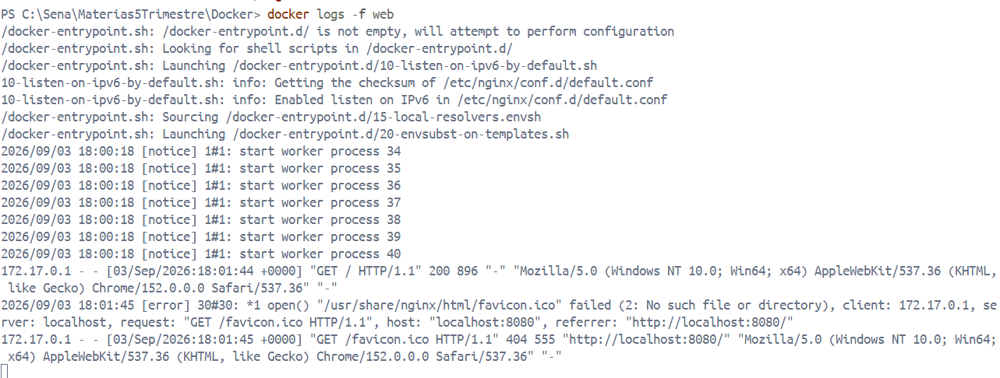 PS C:\Sena\Materias5Trimestre\Docker> docker logs -f web
/docker-entrypoint.sh: /docker-entrypoint.d/ is not empty, will attempt to perform configuration
/docker-entrypoint.sh: Looking for shell scripts in /docker-entrypoint.d/
/docker-entrypoint.sh: Launching /docker-entrypoint.d/10-listen-on-ipv6-by-default.sh
10-listen-on-ipv6-by-default.sh: info: Getting the checksum of /etc/nginx/conf.d/default.conf
10-listen-on-ipv6-by-default.sh: info: Enabled listen on IPv6 in /etc/nginx/conf.d/default.conf
/docker-entrypoint.sh: Sourcing /docker-entrypoint.d/15-local-resolvers.envsh
/docker-entrypoint.sh: Launching /docker-entrypoint.d/20-envsubst-on-templates.sh
2026/09/03 18:00:18 [notice] 1#1: start worker process 34
2026/09/03 18:00:18 [notice] 1#1: start worker process 35
2026/09/03 18:00:18 [notice] 1#1: start worker process 36
2026/09/03 18:00:18 [notice] 1#1: start worker process 37
2026/09/03 18:00:18 [notice] 1#1: start worker process 38
2026/09/03 18:00:18 [notice] 1#1: start worker process 39
2026/09/03 18:00:18 [notice] 1#1: start worker process 40
172.17.0.1 - - [03/Sep/2026:18:01:44 +0000] "GET / HTTP/1.1" 200 896 "-" "Mozilla/5.0 (Windows NT 10.0; Win64; x64) AppleWebKit/537.36 (KHTML,
 like Gecko) Chrome/152.0.0.0 Safari/537.36" "-"
2026/09/03 18:01:45 [error] 30#30: *1 open() "/usr/share/nginx/html/favicon.ico" failed (2: No such file or directory), client: 172.17.0.1, se
rver: localhost, request: "GET /favicon.ico HTTP/1.1", host: "localhost:8080", referrer: "http://localhost:8080/"
172.17.0.1 - - [03/Sep/2026:18:01:45 +0000] "GET /favicon.ico HTTP/1.1" 404 555 "http://localhost:8080/" "Mozilla/5.0 (Windows NT 10.0; Win64;
 x64) AppleWebKit/537.36 (KHTML, like Gecko) Chrome/152.0.0.0 Safari/537.36" "-"